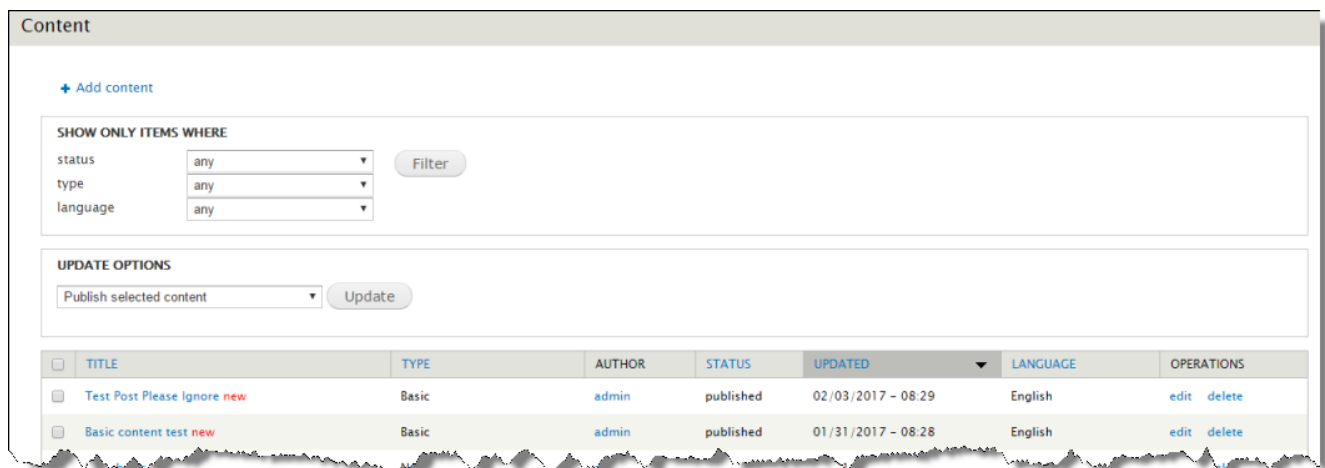 Content
+ Add content
SHOW ONLY ITEMS WHERE
status any Filter
type any
language any
UPDATE OPTIONS
Publish selected content Update
TITLE TYPE AUTHOR STATUS UPDATED LANGUAGE OPERATIONS
Test Post Please Ignore new Basic admin published 02/03/2017 - 08:29 English edit delete
Basic content test new Basic admin published 01/31/2017 - 08:28 English edit delete